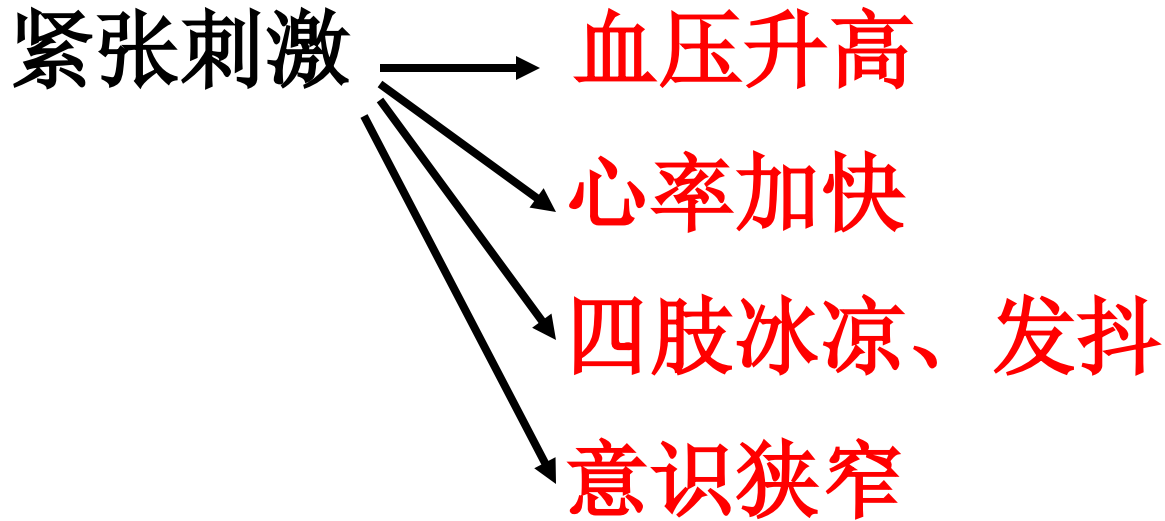 紧张刺激
血压升高
心率加快
四肢冰凉、发抖
意识狭窄